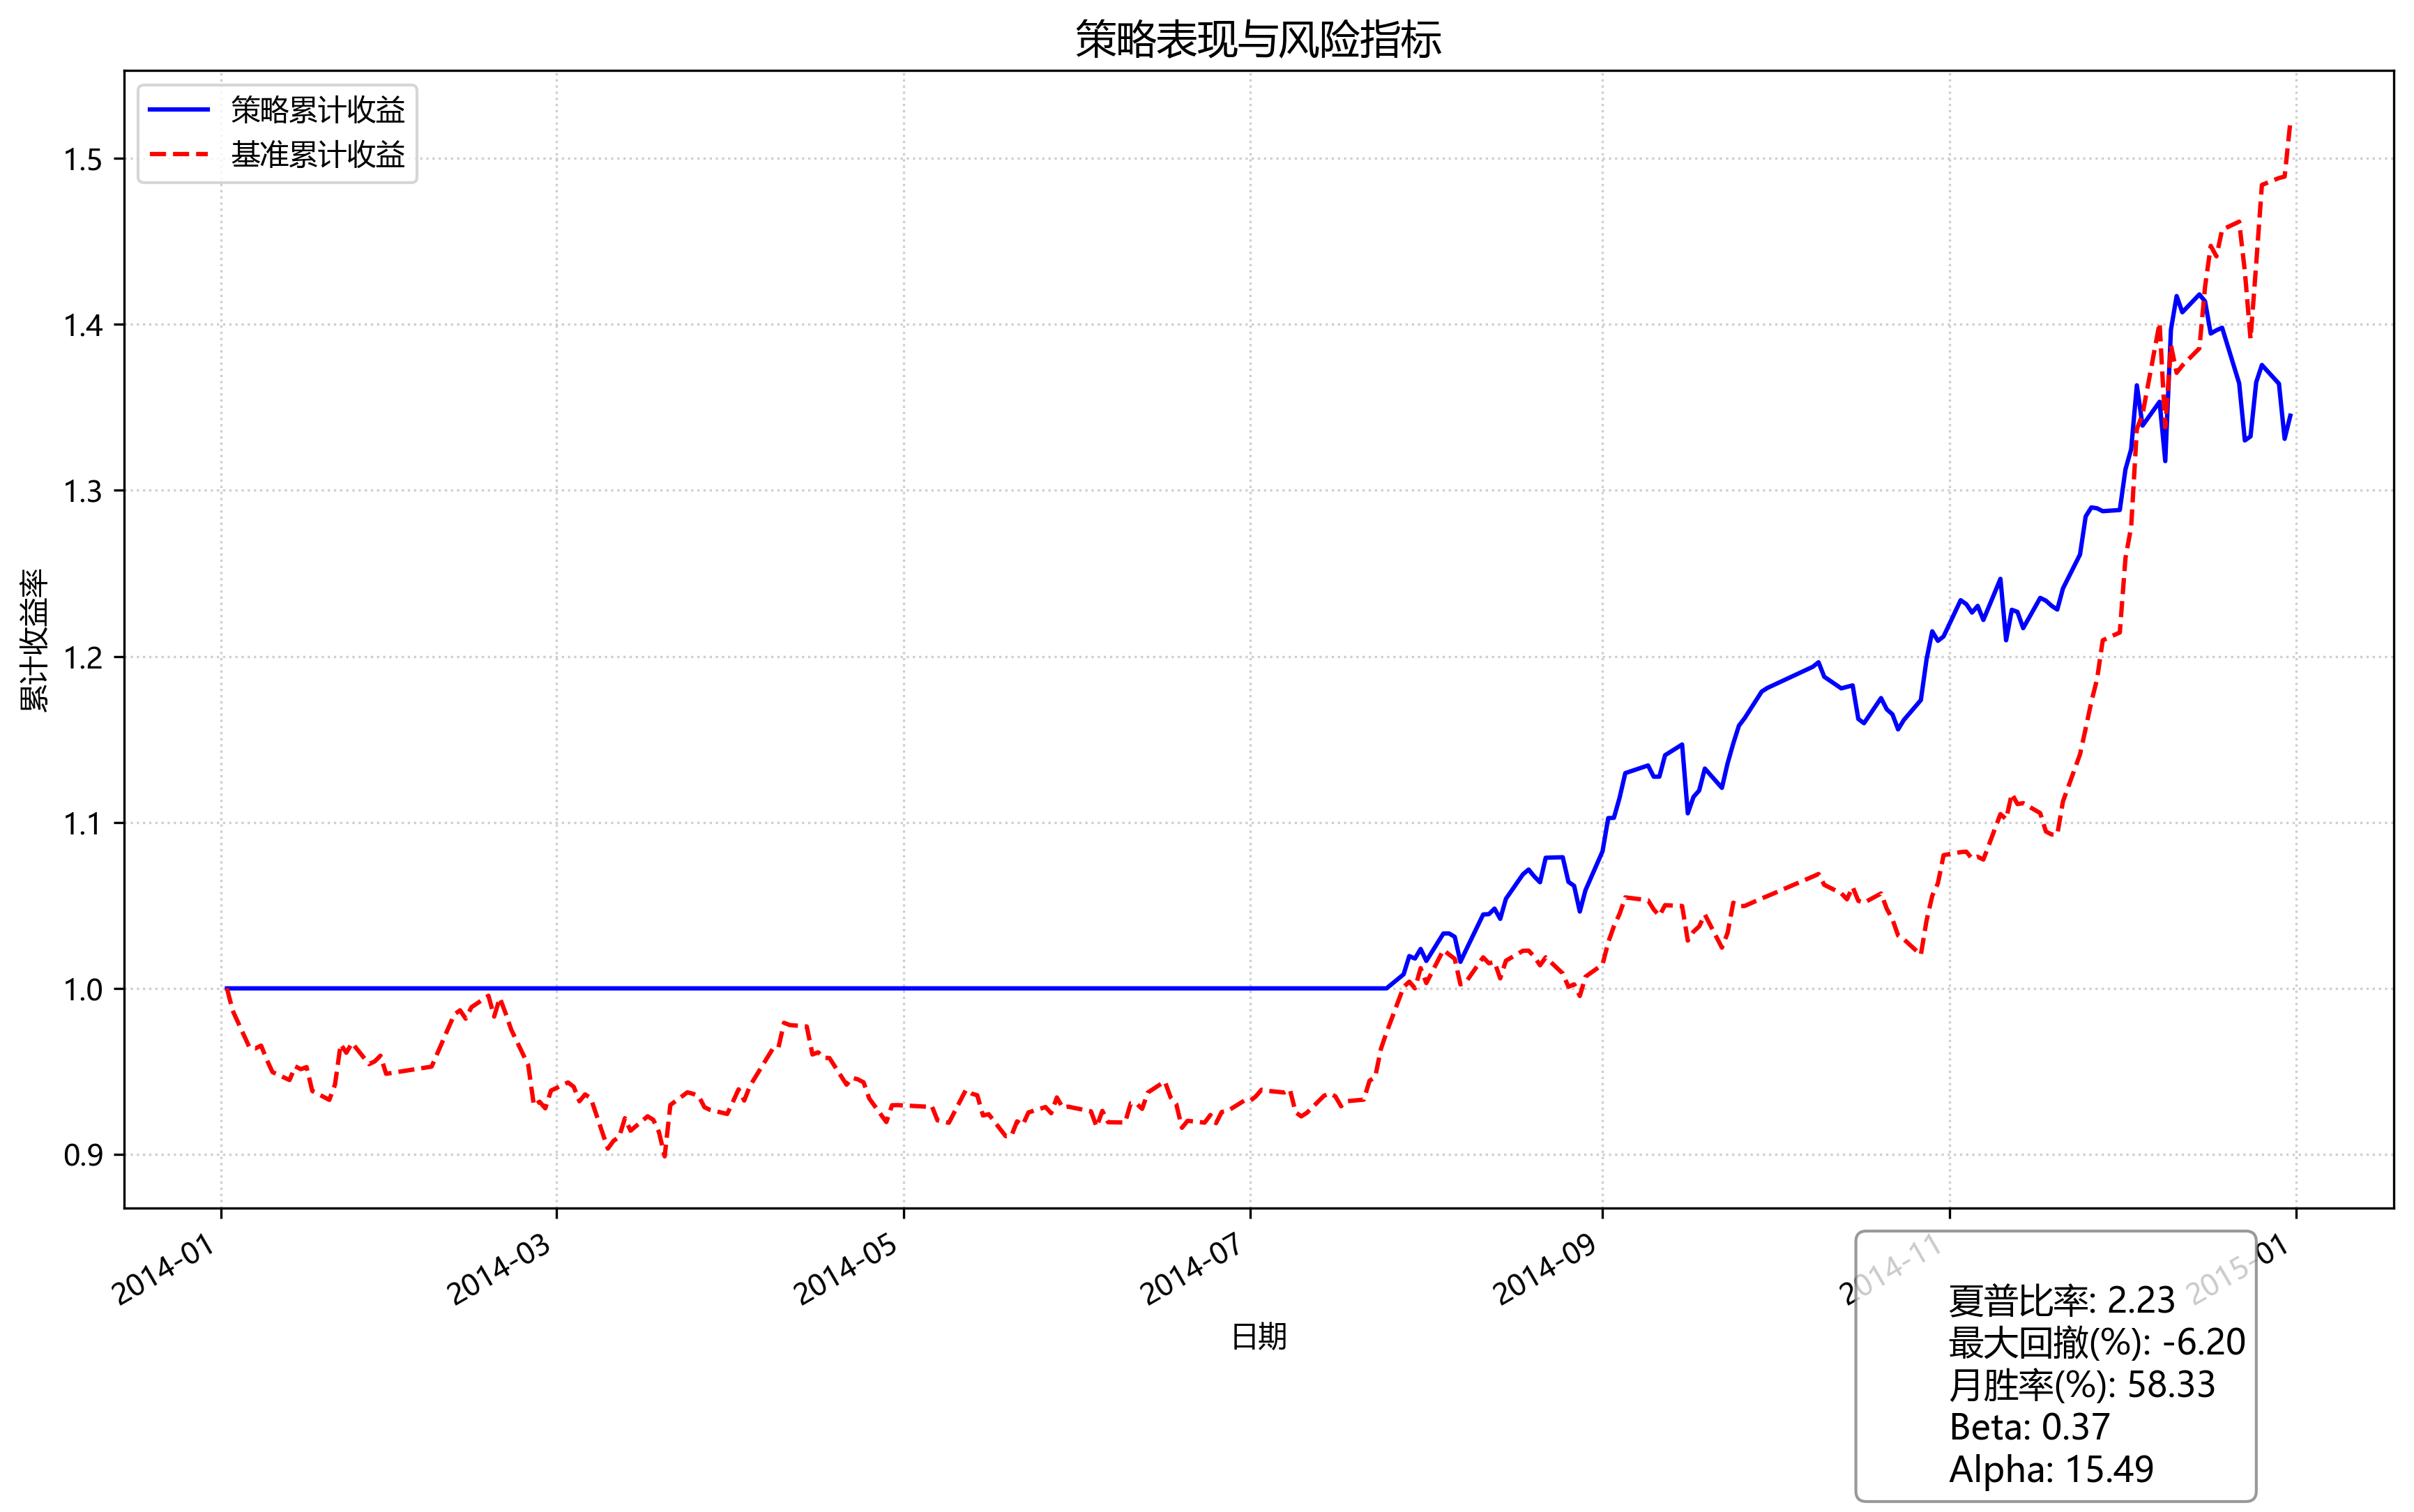 策略表现与风险指标
策略累计收益
基准累计收益
累计收益率
1.5
1.4
1.3
1.2
1.1
1.0
0.9
2014-01
2014-03
2014-05
2014-07
2014-09
2014-11
2015-01
日期
夏普比率: 2.23
最大回撤(%): -6.20
月胜率(%): 58.33
Beta: 0.37
Alpha: 15.49